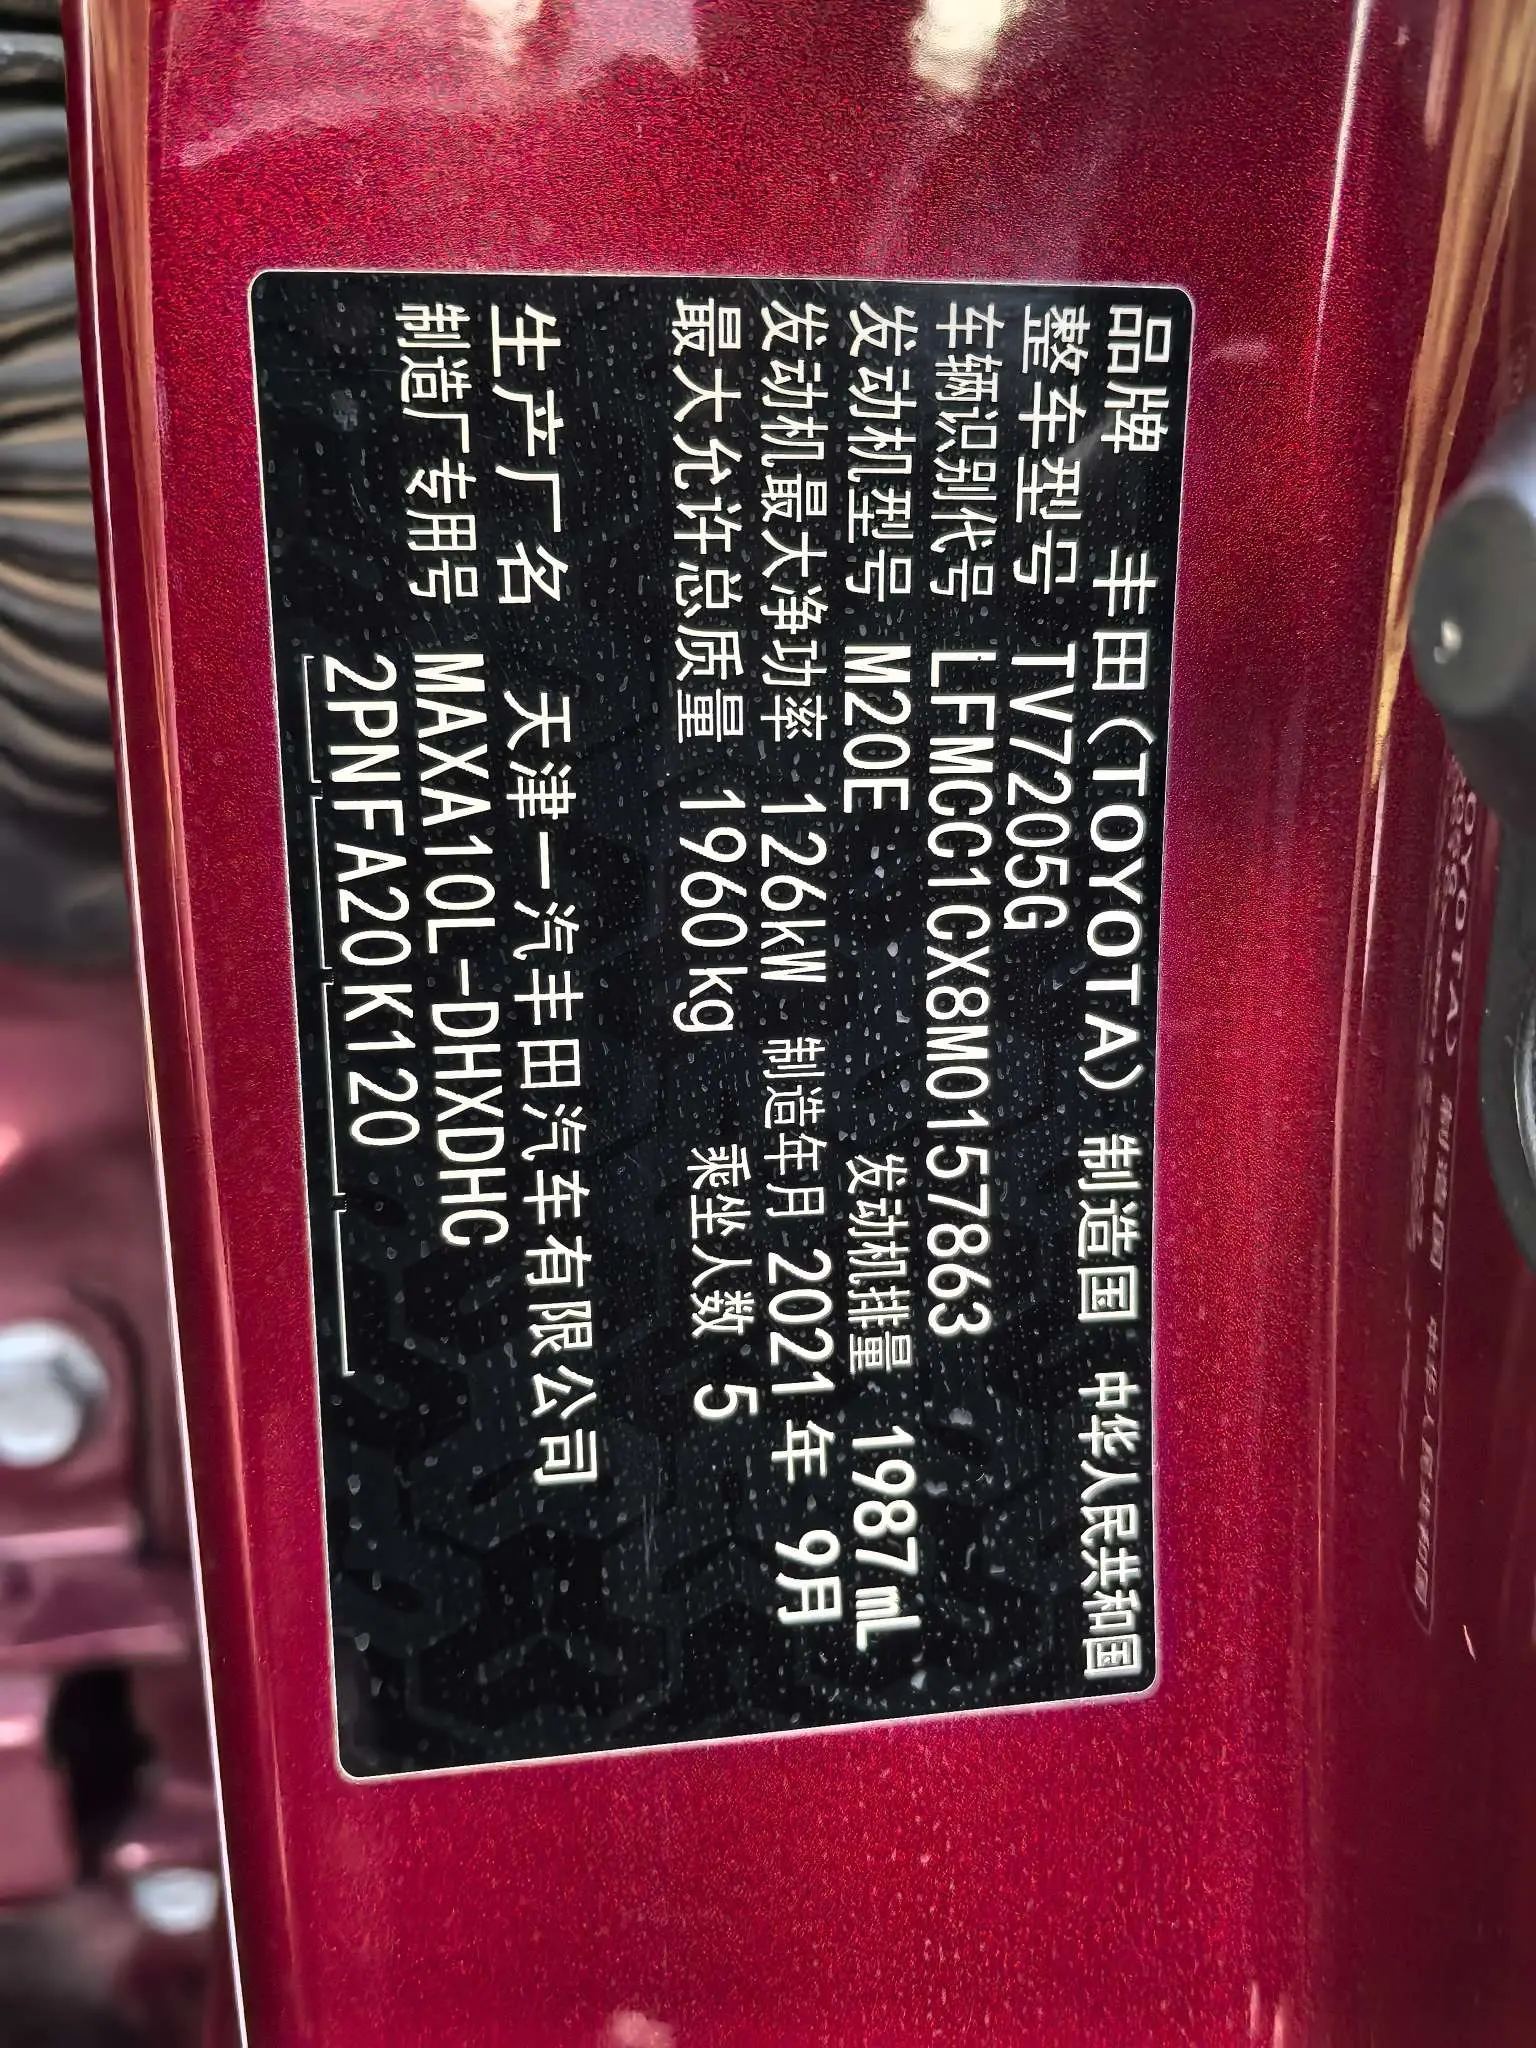 品牌 丰田(TOYOTA) 制造国 中华人民共和国
整车型号 TV7205G
车辆识别代号 LFMCC1CX8M0157863
发动机型号 M20E 发动机排量 1987mL
发动机最大净功率 126kW 制造年月 2021年 9月
最大允许总质量 1960kg 乘坐人数 5
生产厂名 天津一汽丰田汽车有限公司
制造厂专用号 MAXA10L-DHXDHC
2PNFA20K120